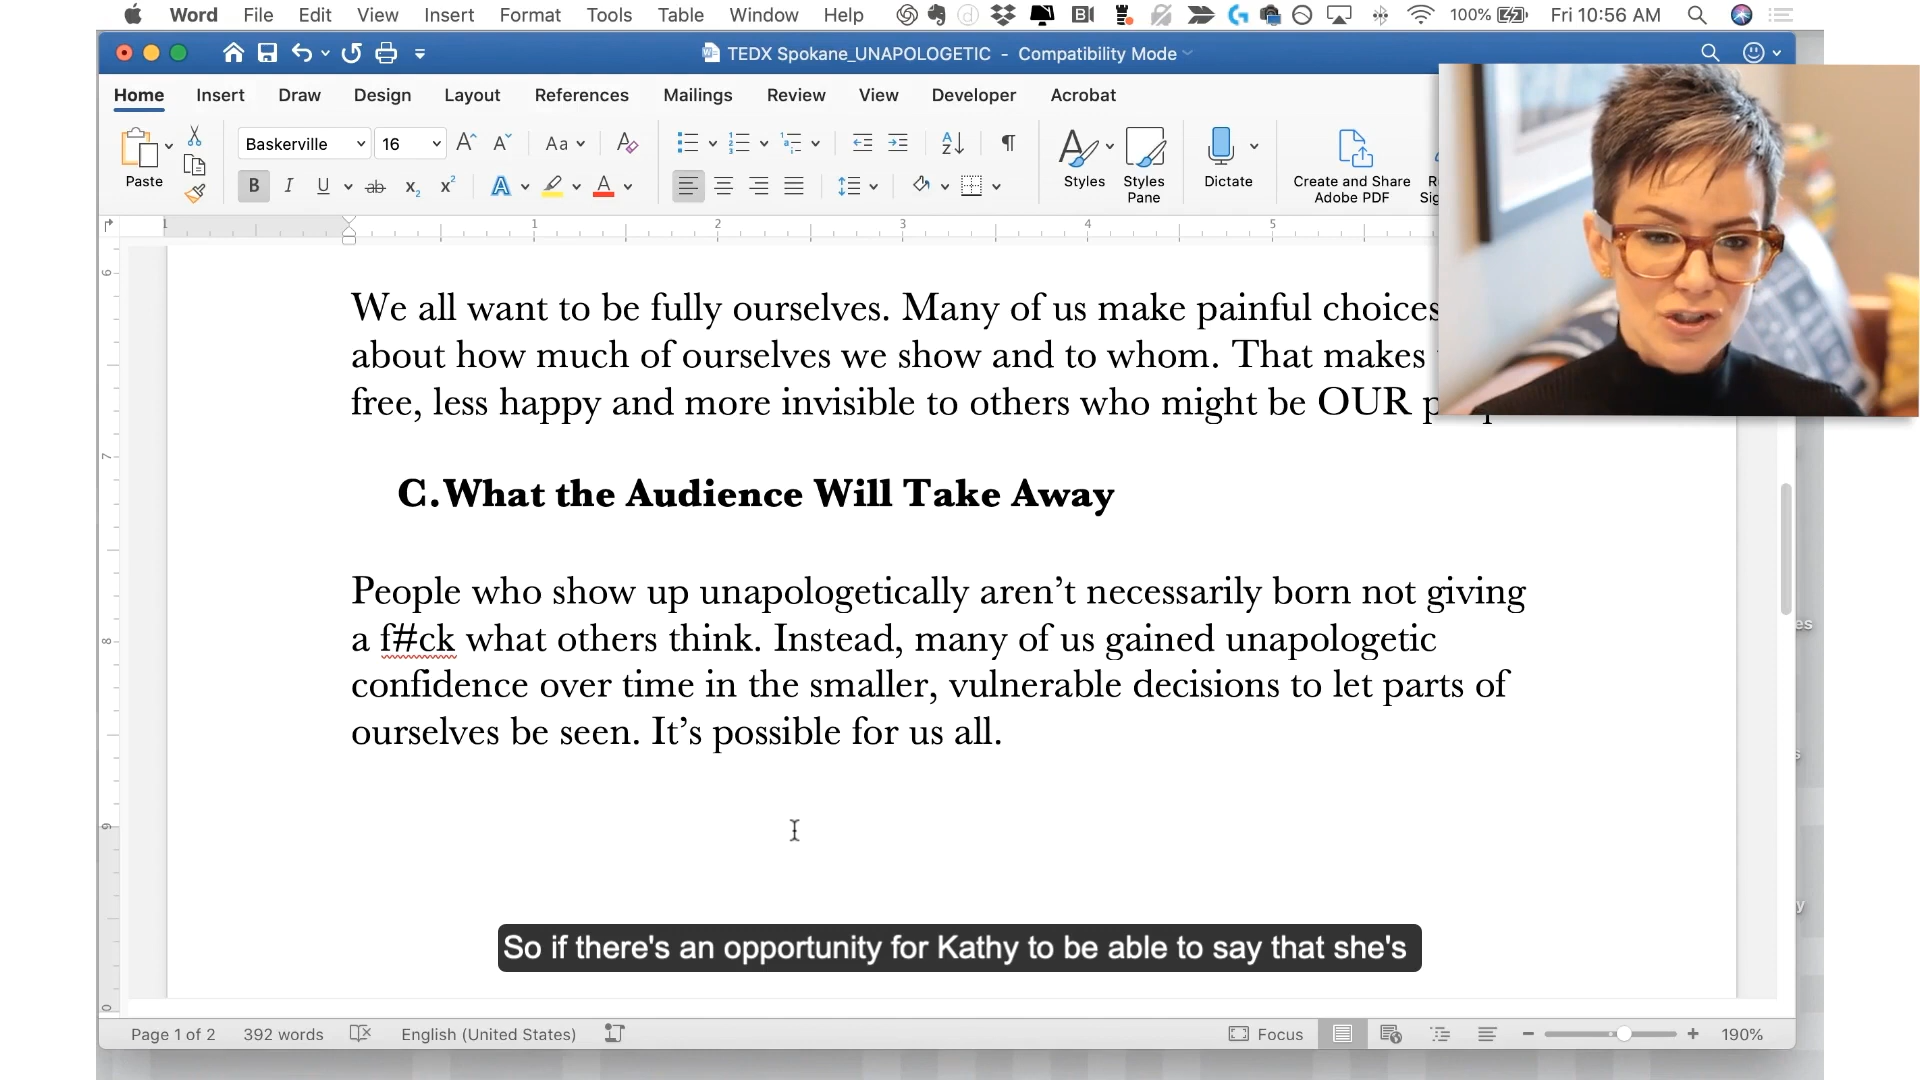 Word File Edit View Insert Format Tools Table Window Help 100% Fri 10:56 AM
TEDX Spokane_UNAPOLOGETIC - Compatibility Mode
Home Insert Draw Design Layout References Mailings Review View Developer Acrobat
Paste
Baskerville 16
Styles
Styles Pane
Dictate
Create and Share Adobe PDF
1 1 2 3 4 5
We all want to be fully ourselves. Many of us make painful choices
about how much of ourselves we show and to whom. That makes
free, less happy and more invisible to others who might be OUR
C.What the Audience Will Take Away
People who show up unapologetically aren’t necessarily born not giving
a f#ck what others think. Instead, many of us gained unapologetic
confidence over time in the smaller, vulnerable decisions to let parts of
ourselves be seen. It’s possible for us all.
So if there's an opportunity for Kathy to be able to say that she's
Page 1 of 2 392 words English (United States) Focus 190%